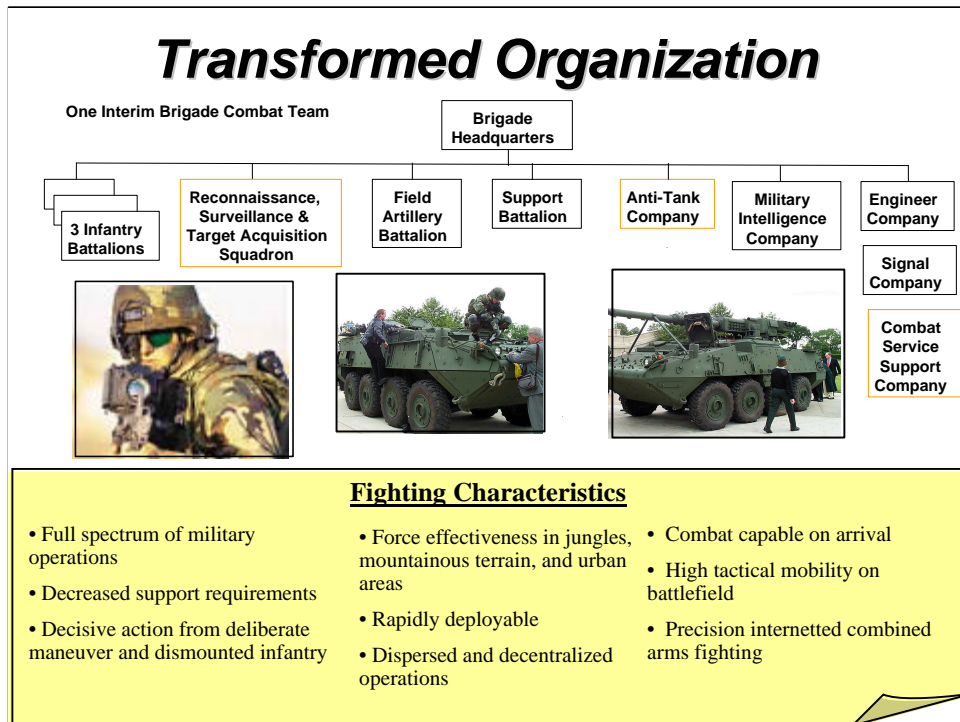 Transformed Organization
One Interim Brigade Combat Team
Brigade
Headquarters
3 Infantry
Battalions
Reconnaissance,
Surveillance &
Target Acquisition
Squadron
Field
Artillery
Battalion
Support
Battalion
Anti-Tank
Company
Military
Intelligence
Company
Engineer
Company
Signal
Company
Combat
Service
Support
Company
Fighting Characteristics
• Full spectrum of military
operations
• Decreased support requirements
• Decisive action from deliberate
maneuver and dismounted infantry
• Force effectiveness in jungles,
mountainous terrain, and urban
areas
• Rapidly deployable
• Dispersed and decentralized
operations
• Combat capable on arrival
• High tactical mobility on
battlefield
• Precision internetted combined
arms fighting